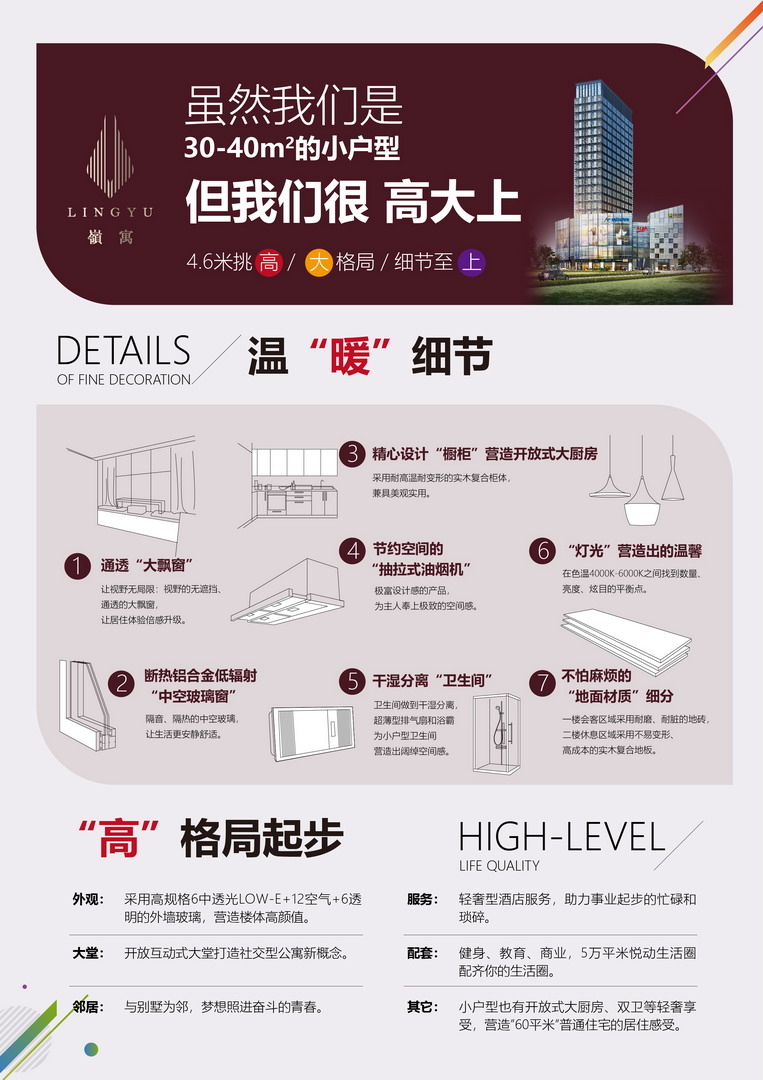 LINGYU
嶺寓
虽然我们是
30-40m²的小户型
但我们很 高大上
4.6米挑高 / 大格局 / 细节至上
DETAILS
OF FINE DECORATION
温“暖”细节
1 通透“大飘窗”
让视野无局限：视野的无遮挡、
通透的大飘窗，
让居住体验倍感升级。
2 断热铝合金低辐射
“中空玻璃窗”
隔音、隔热的中空玻璃，
让生活更安静舒适。
3 精心设计“橱柜”营造开放式大厨房
采用耐高温耐变形的实木复合柜体，
兼具美观实用。
4 节约空间的
“抽拉式油烟机”
极富设计感的产品，
为主人奉上极致的空间感。
5 干湿分离“卫生间”
卫生间做到干湿分离，
超薄型排气扇和浴霸
为小户型卫生间
营造出阔绰空间感。
6 “灯光”营造出的温馨
在色温4000K-6000K之间找到数量、
亮度、炫目的平衡点。
7 不怕麻烦的
“地面材质”细分
一楼会客区域采用耐磨、耐脏的地砖，
二楼休息区域采用不易变形、
高成本的实木复合地板。
“高”格局起步
外观： 采用高规格6中透光LOW-E+12空气+6透
明的外墙玻璃，营造楼体高颜值。
大堂： 开放互动式大堂打造社交型公寓新概念。
邻居： 与别墅为邻，梦想照进奋斗的青春。
HIGH-LEVEL
LIFE QUALITY
服务： 轻奢型酒店服务，助力事业起步的忙碌和
琐碎。
配套： 健身、教育、商业，5万平米悦动生活圈
配齐你的生活圈。
其它： 小户型也有开放式大厨房、双卫等轻奢享
受，营造“60平米”普通住宅的居住感受。